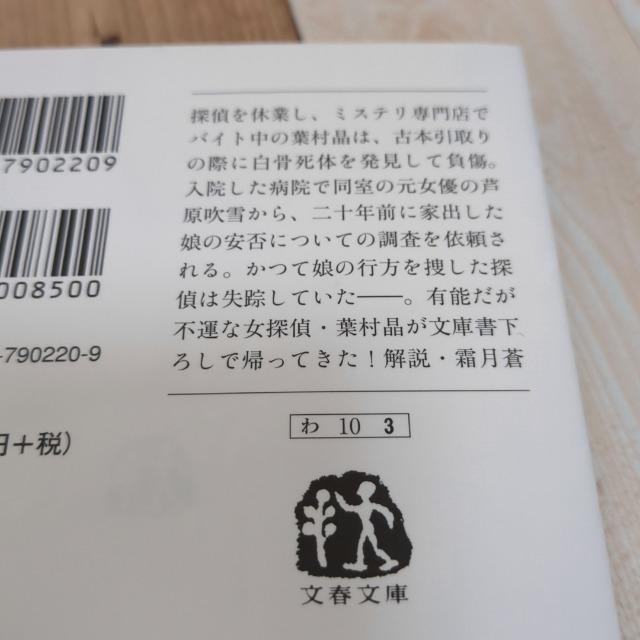 7902209
008500
-790220-9
円+税)
探偵を休業し、ミステリ専門店で
バイト中の葉村晶は、古本引取り
の際に白骨死体を発見して負傷。
入院した病院で同室の元女優の芦
原吹雪から、二十年前に家出した
娘の安否についての調査を依頼さ
れる。かつて娘の行方を捜した探
偵は失踪していた――。有能だが
不運な女探偵・葉村晶が文庫書下
ろしで帰ってきた！解説・霜月蒼
わ 10 3
文春文庫